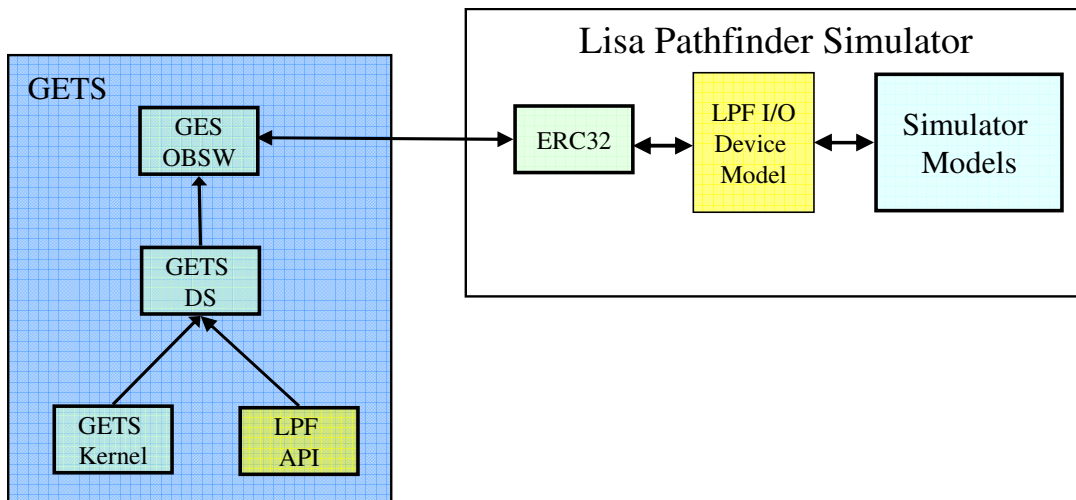 Lisa Pathfinder Simulator
GETS
GES
OBSW
ERC32
LPF I/O
Device
Model
Simulator
Models
GETS
DS
GETS
Kernel
LPF
API